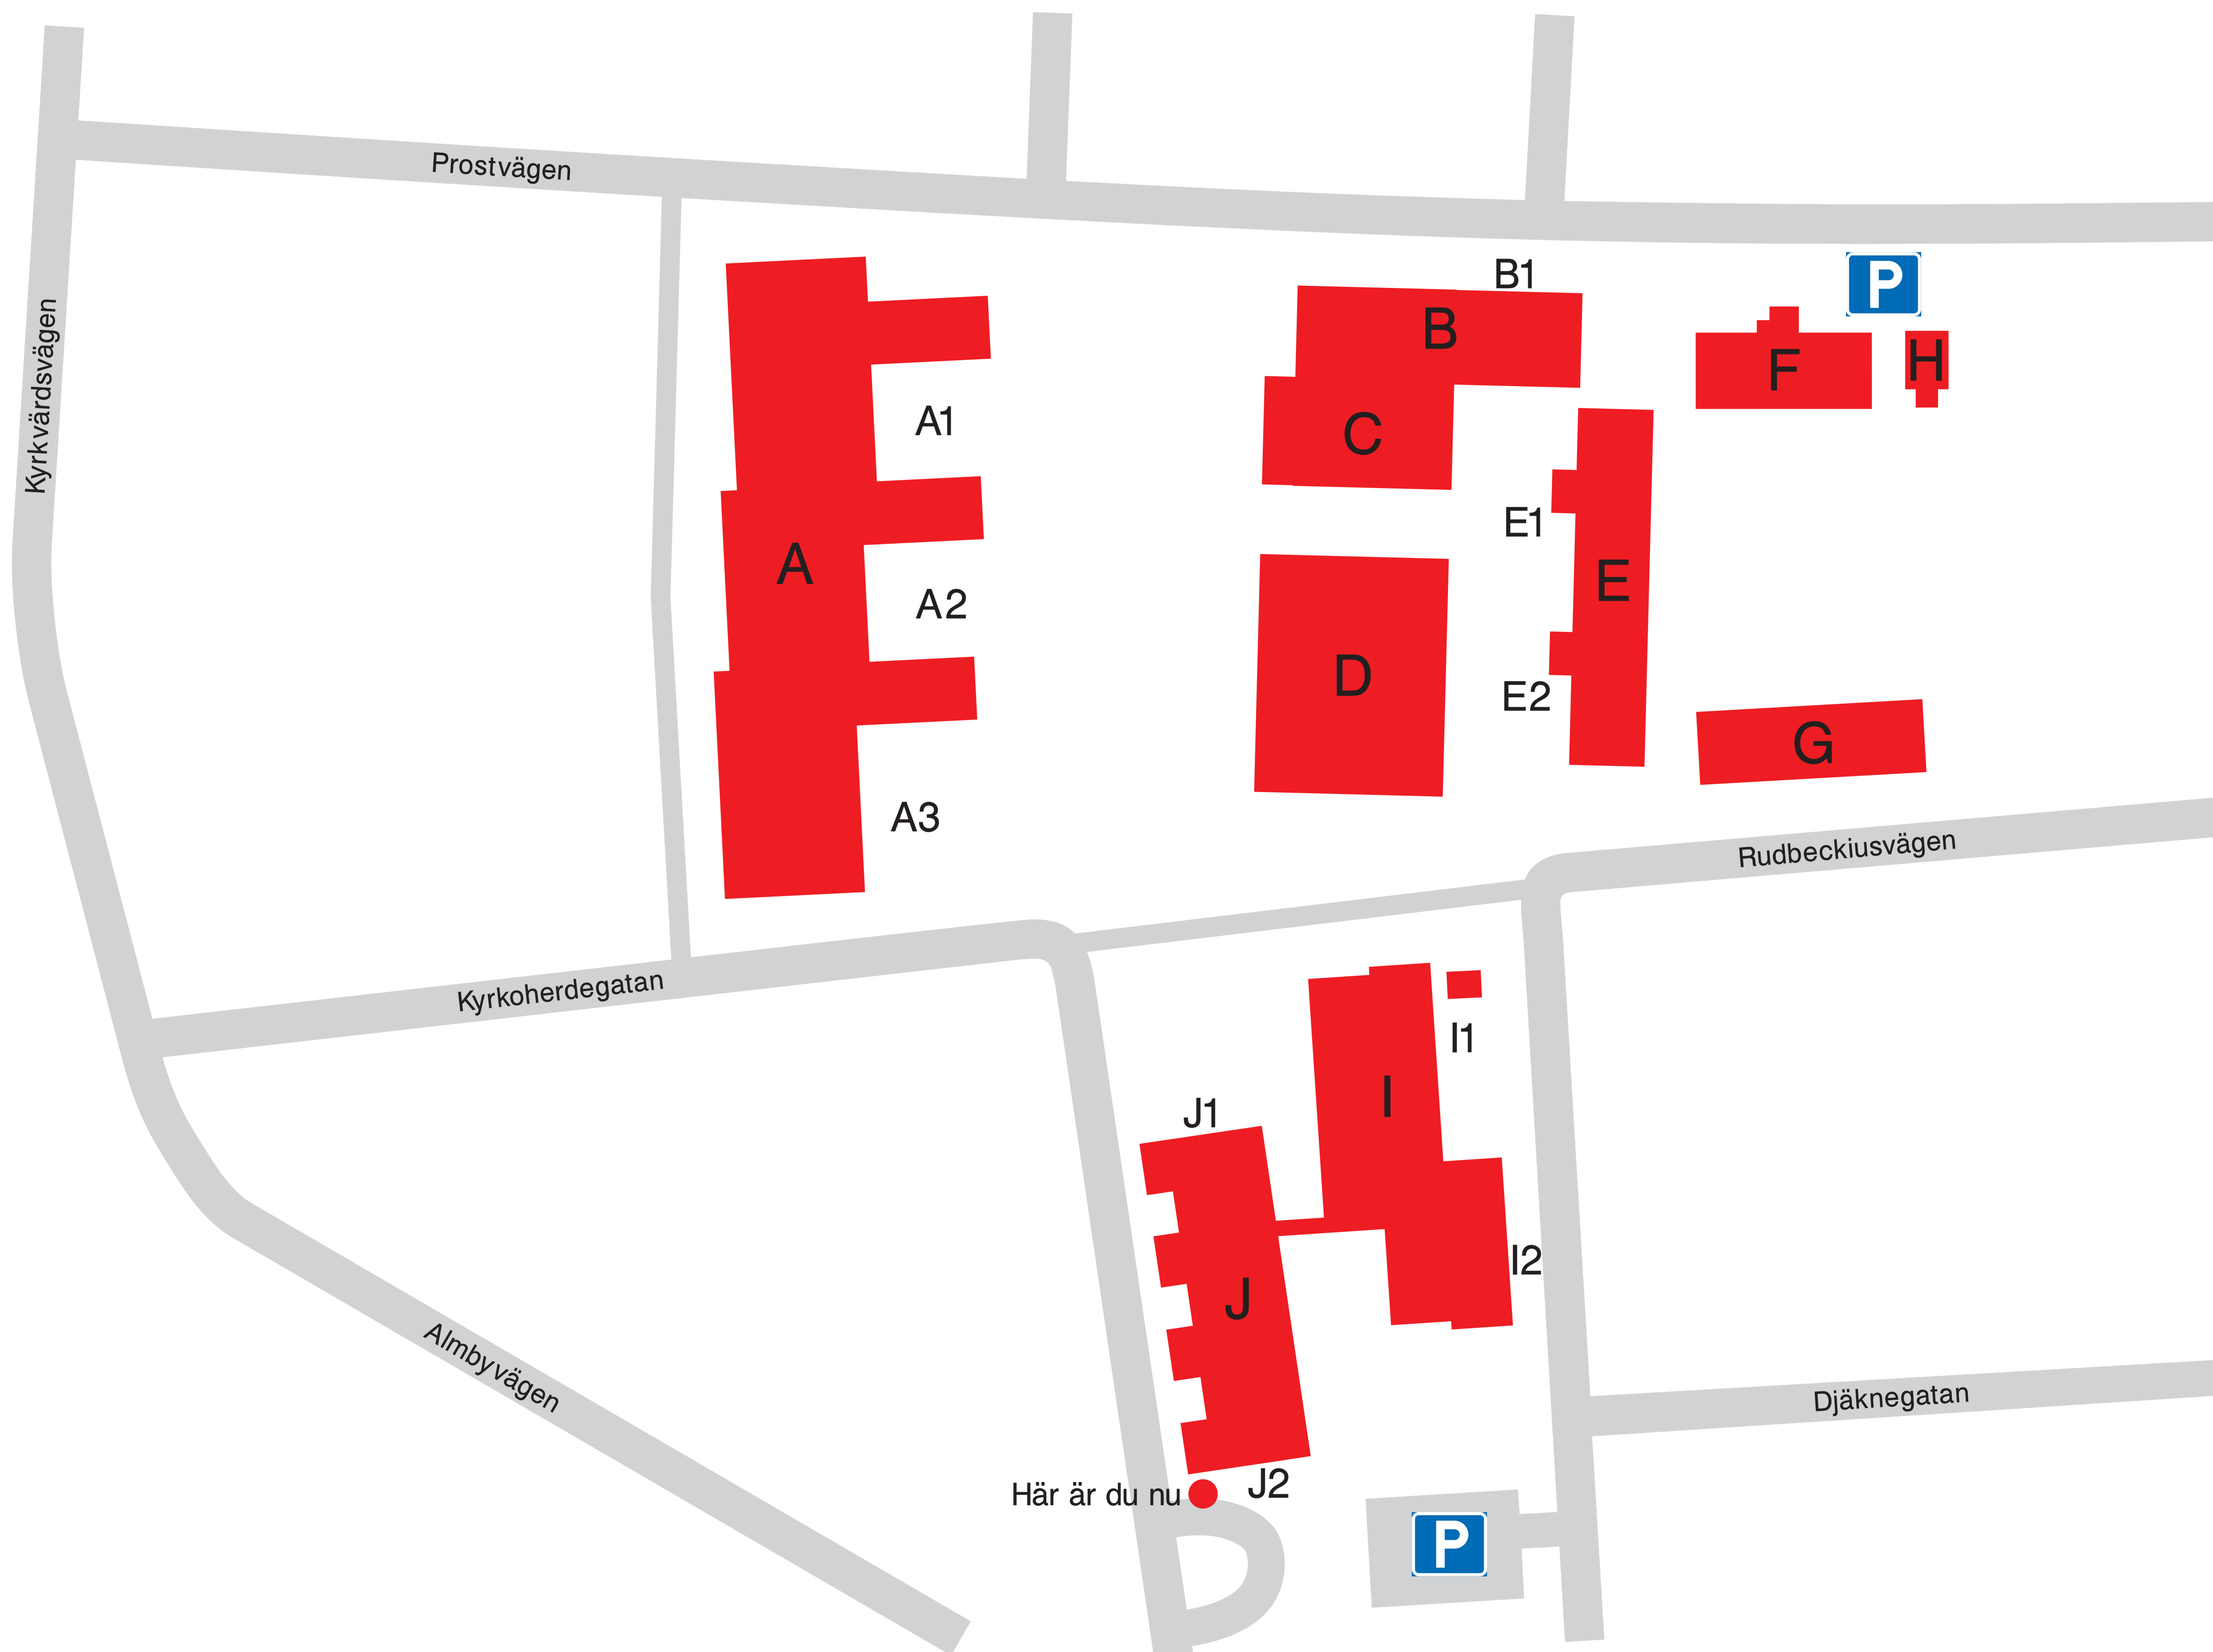 Prostvägen
Kyrkvärdsvägen
B1
P
B
F
H
A1
C
E1
A
E
A2
D
E2
G
A3
Rudbeckiusvägen
Kyrkoherdegatan
I1
I
J1
I2
J
Almbyvägen
Djäknegatan
J2
Här är du nu
P